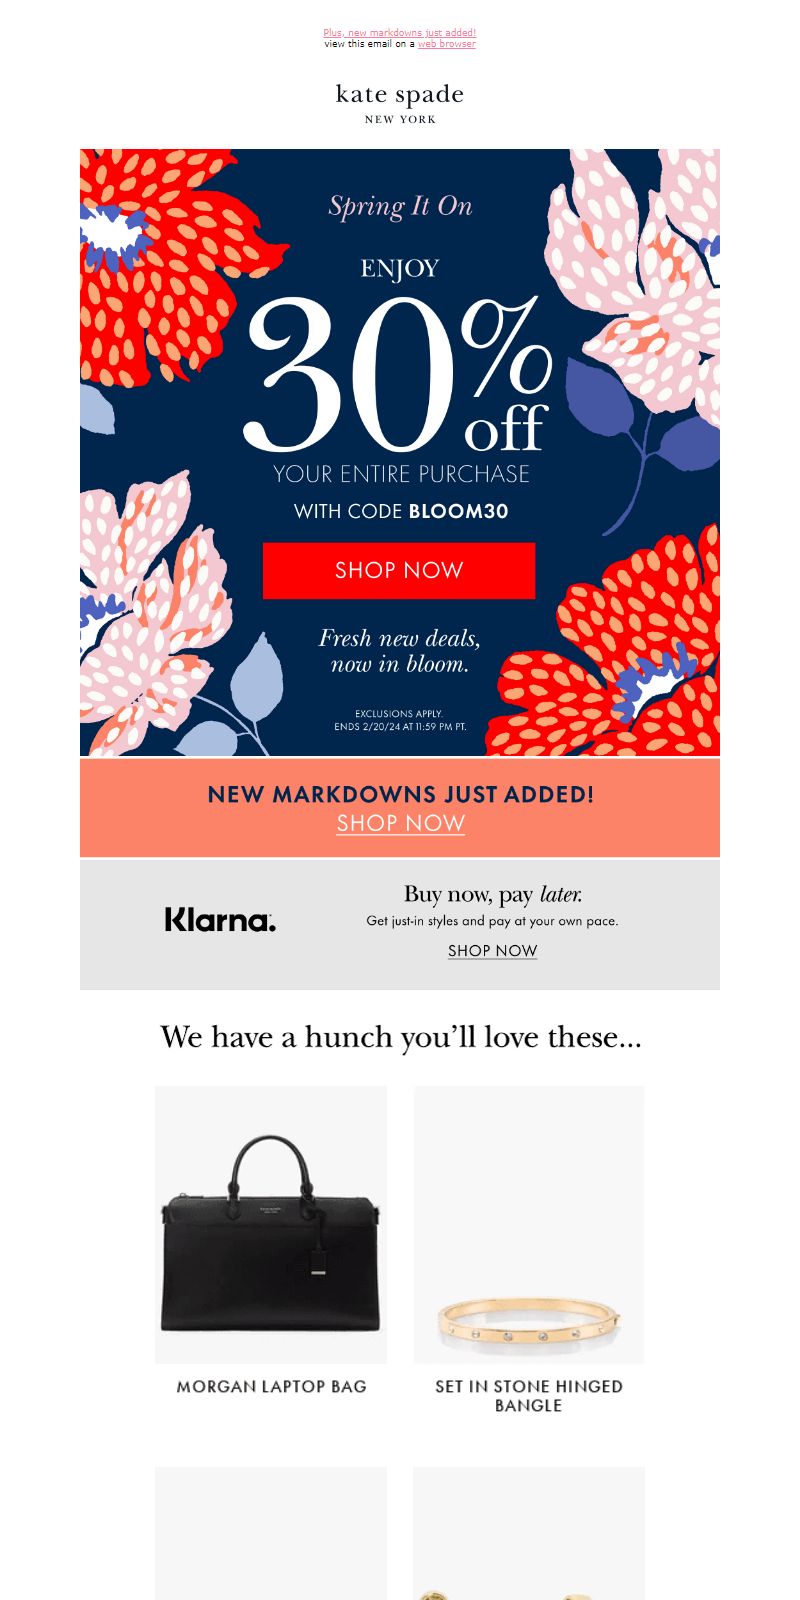 Plus, new markdowns just added!
view this email on a web browser
kate spade
NEW YORK
Spring It On
ENJOY
30% off
YOUR ENTIRE PURCHASE
WITH CODE BLOOM30
SHOP NOW
Fresh new deals,
now in bloom.
EXCLUSIONS APPLY.
ENDS 2/20/24 AT 11:59 PM PT.
NEW MARKDOWNS JUST ADDED!
SHOP NOW
Klarna.
Buy now, pay later.
Get just-in styles and pay at your own pace.
SHOP NOW
We have a hunch you'll love these...
MORGAN LAPTOP BAG
SET IN STONE HINGED
BANGLE